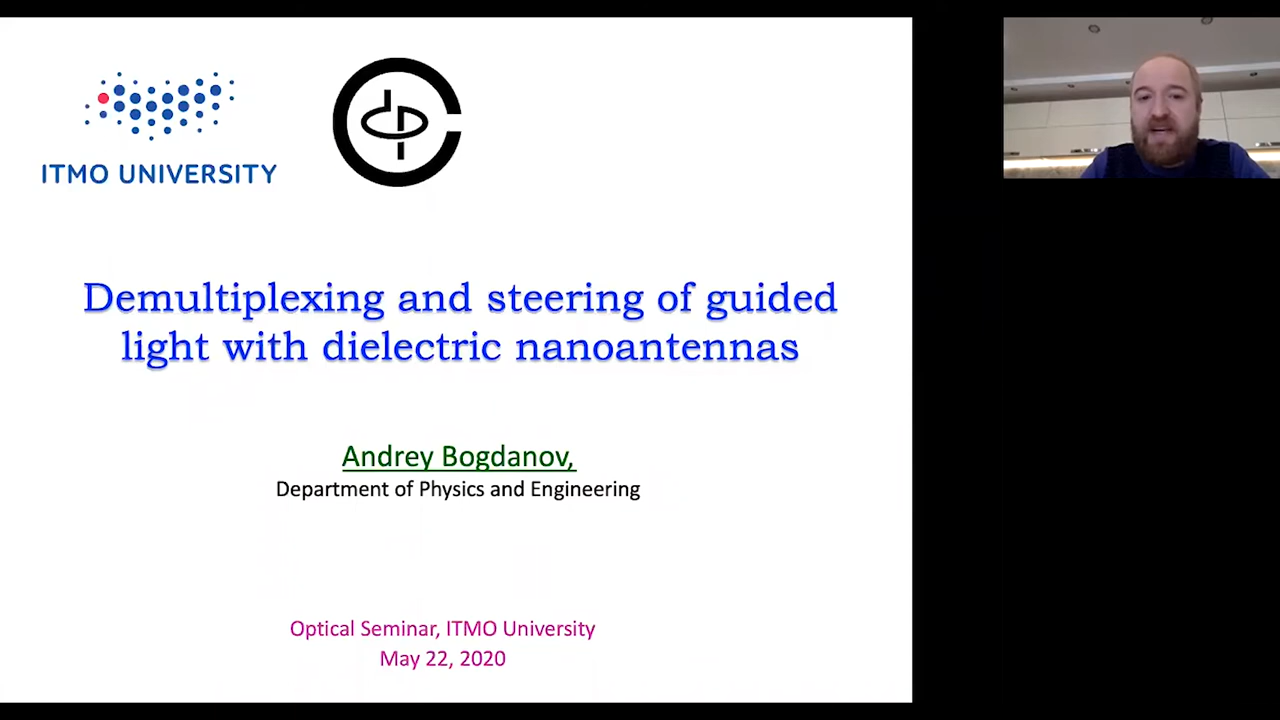 ITMO UNIVERSITY
Demultiplexing and steering of guided
light with dielectric nanoantennas
Andrey Bogdanov,
Department of Physics and Engineering
Optical Seminar, ITMO University
May 22, 2020